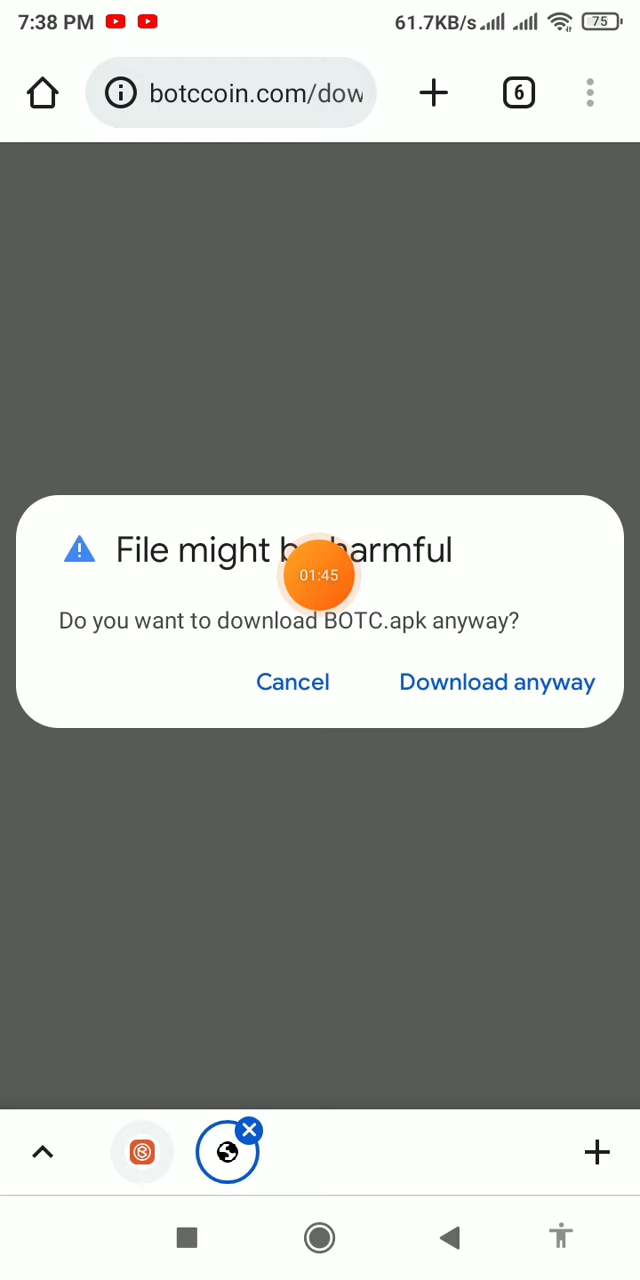 7:38 PM 61.7KB/s 75
botccoin.com/dow 6
File might be harmful
01:45
Do you want to download BOTC.apk anyway?
Cancel Download anyway